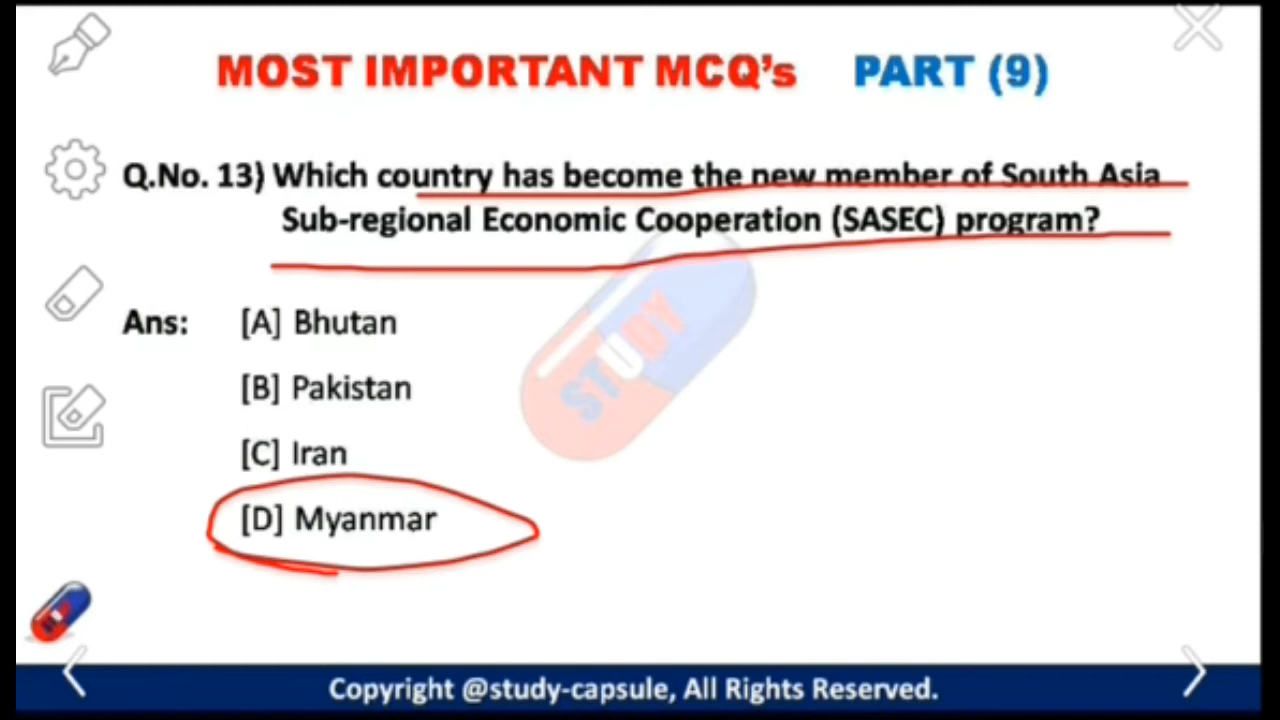 MOST IMPORTANT MCQ's PART (9)
Q.No. 13) Which country has become the new member of South Asia
Sub-regional Economic Cooperation (SASEC) program?
Ans: [A] Bhutan
[B] Pakistan
[C] Iran
[D] Myanmar
STUDY
Copyright @study-capsule, All Rights Reserved.